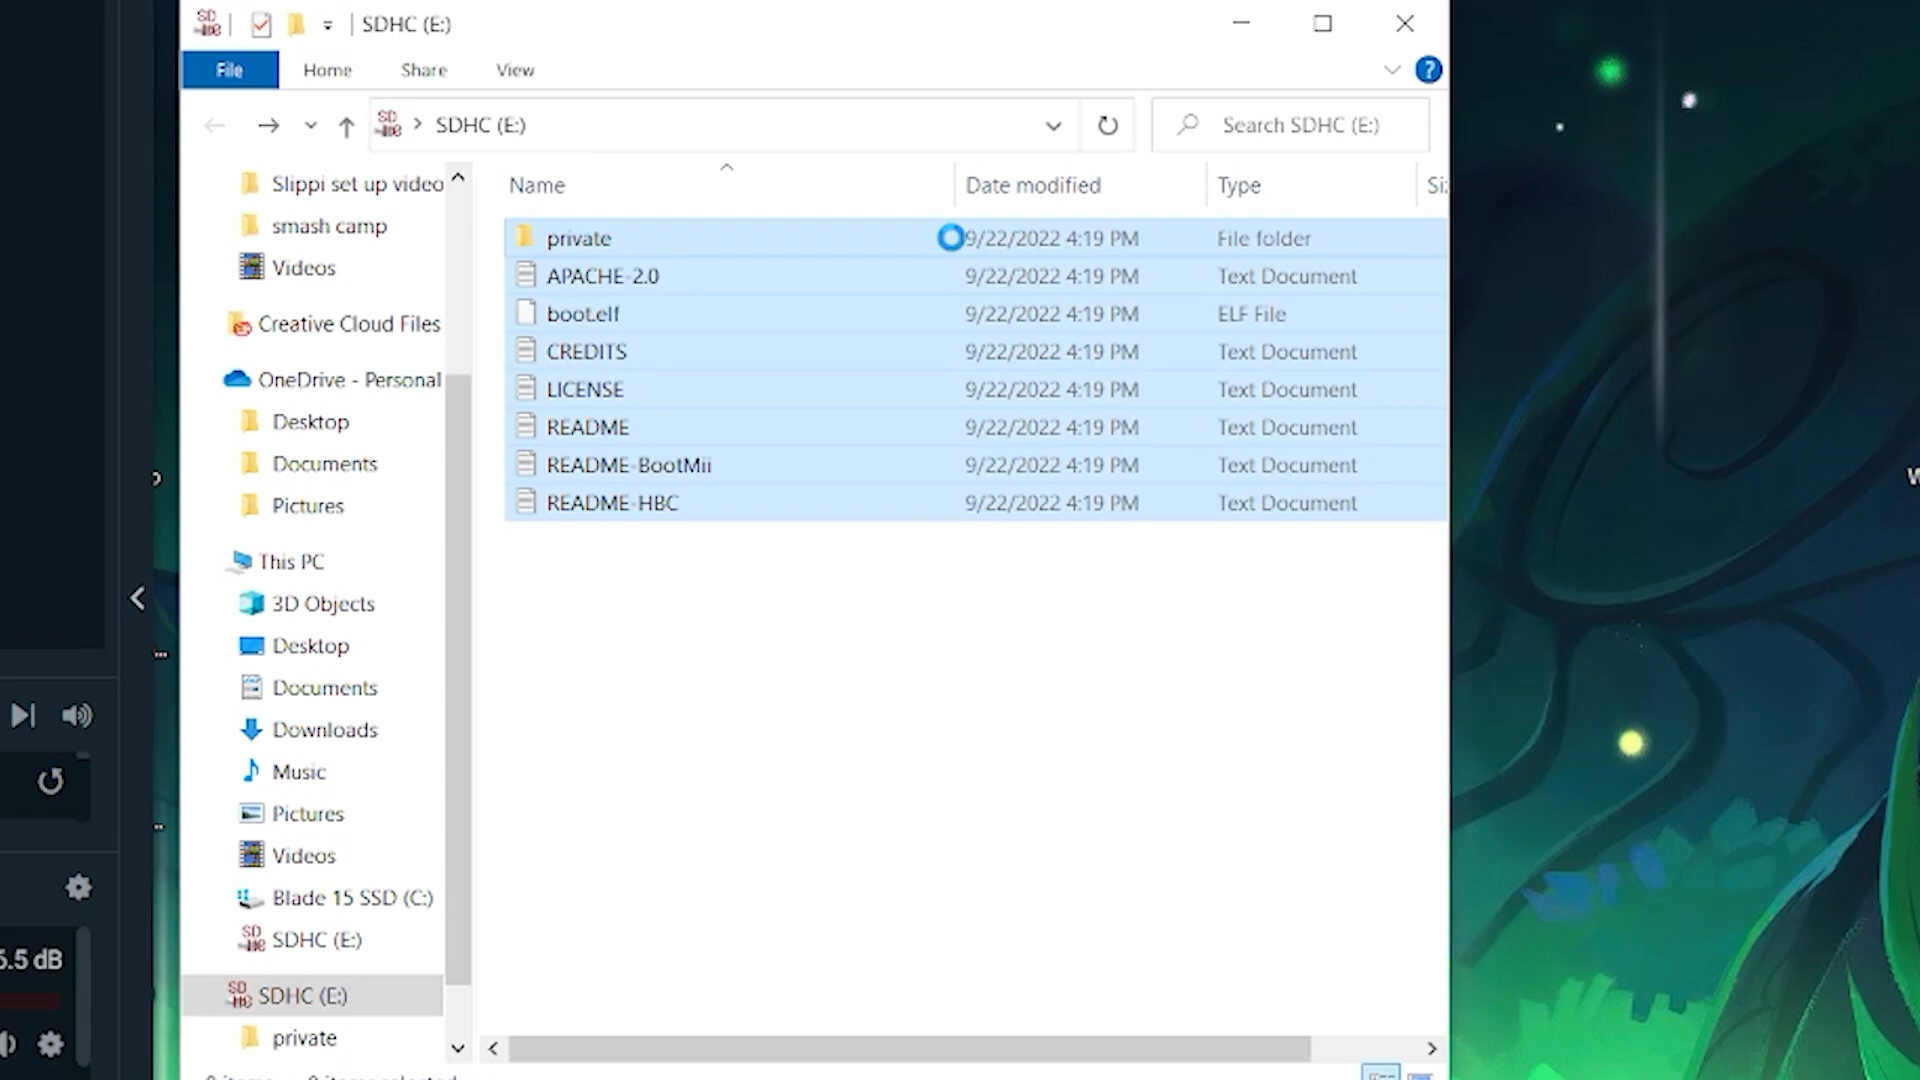 SDHC (E:)
File Home Share View
?
SDHC (E:)
Search SDHC (E:)
Name Date modified Type Siz
private 9/22/2022 4:19 PM File folder
APACHE-2.0 9/22/2022 4:19 PM Text Document
boot.elf 9/22/2022 4:19 PM ELF File
CREDITS 9/22/2022 4:19 PM Text Document
LICENSE 9/22/2022 4:19 PM Text Document
README 9/22/2022 4:19 PM Text Document
README-BootMii 9/22/2022 4:19 PM Text Document
README-HBC 9/22/2022 4:19 PM Text Document
Slippi set up video
smash camp
Videos
Creative Cloud Files
OneDrive - Personal
Desktop
Documents
Pictures
This PC
3D Objects
Desktop
Documents
Downloads
Music
Pictures
Videos
Blade 15 SSD (C:)
SDHC (E:)
SDHC (E:)
private
6.5 dB